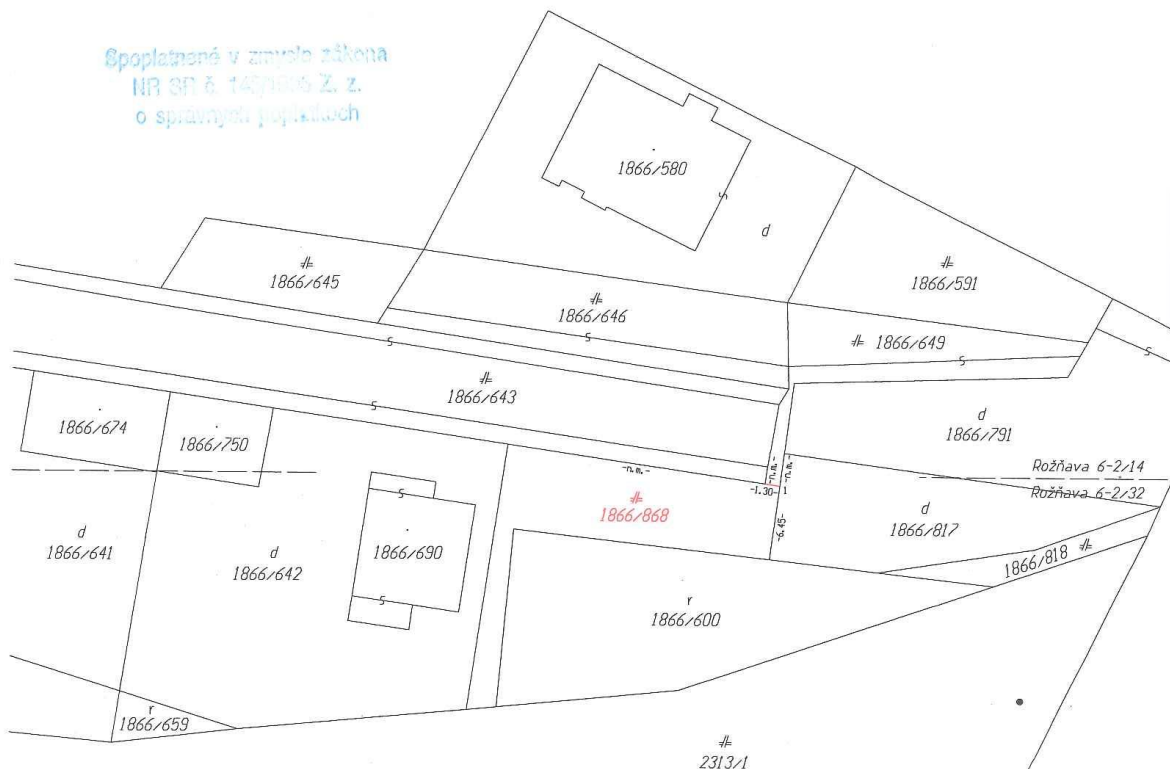 Spoplatnené v zmysle zákona
NR SR č. 145/1995 Z. z.
o správnych poplatkoch
1866/580
d
1866/645
1866/646
1866/591
1866/649
1866/643
1866/674
1866/750
d
1866/791
-n.m.-
-n.m.-
-n.m.-
Rožňava 6-2/14
Rožňava 6-2/32
-1.30-
1
1866/868
d
1866/817
-6.45-
d
1866/641
d
1866/642
1866/690
1866/818
r
1866/600
r
1866/659
2313/1